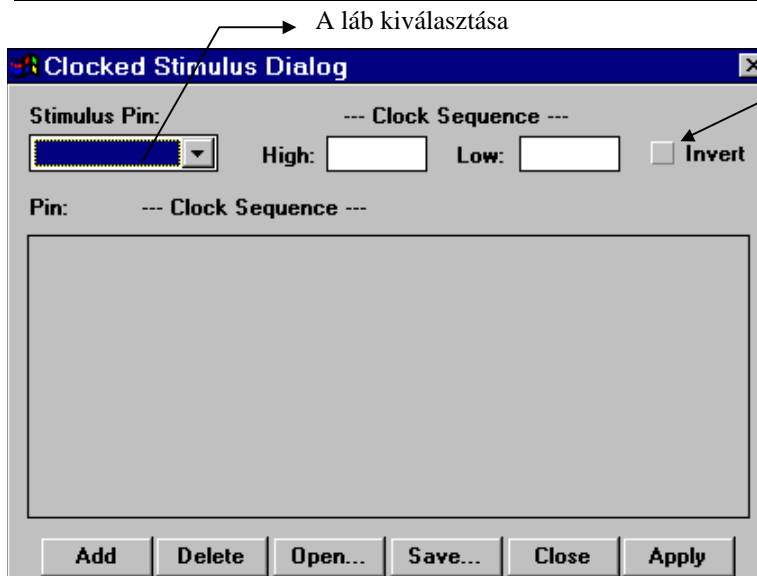 A láb kiválasztása
Clocked Stimulus Dialog
Stimulus Pin: --- Clock Sequence ---
High: Low: Invert
Pin: --- Clock Sequence ---
Add Delete Open... Save... Close Apply